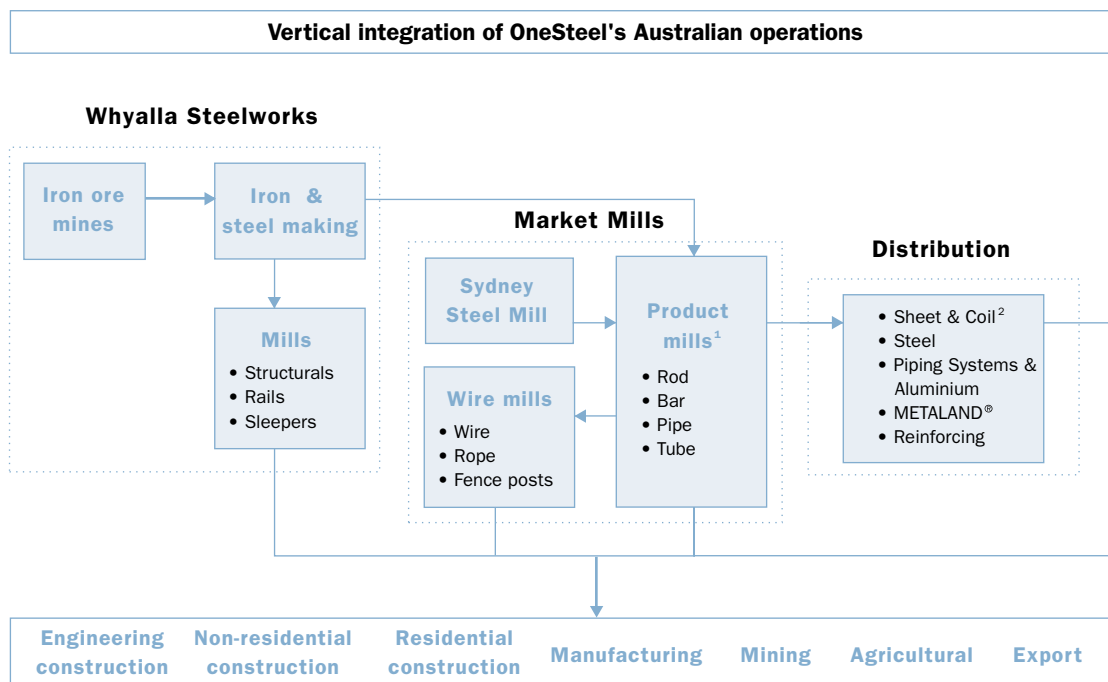 Vertical integration of OneSteel's Australian operations
Whyalla Steelworks
Iron ore
mines
Iron &
steel making
Mills
• Structurals
• Rails
• Sleepers
Market Mills
Sydney
Steel Mill
Wire mills
• Wire
• Rope
• Fence posts
Product
mills¹
• Rod
• Bar
• Pipe
• Tube
Distribution
• Sheet & Coil²
• Steel
• Piping Systems &
Aluminium
• METALAND®
• Reinforcing
Engineering
construction
Non-residential
construction
Residential
construction
Manufacturing
Mining
Agricultural
Export